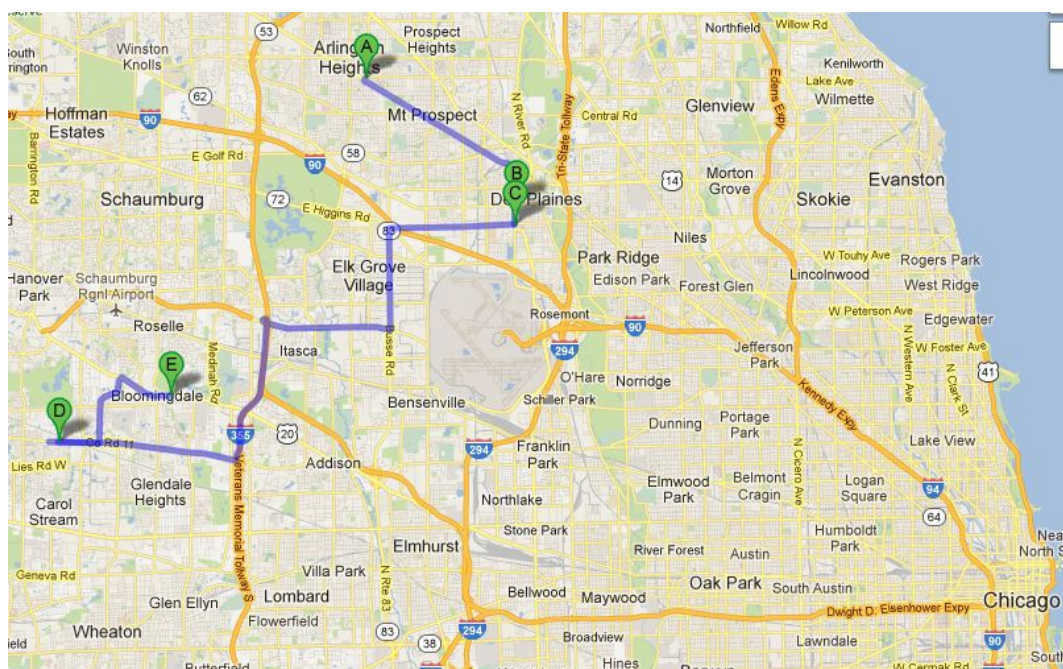 53
Northfield
Willow Rd
Winston
Knolls
South
rrington
A
Arlin
n
Heights
Prospect
Heights
Kenilworth
Lake Ave
Wilmette
62
Hoffman
Estates
90
Mt Prospect
N River Rd
Tri-State Tollway
Central Rd
Glenview
Edens Expy
Barrington Rd
E Golf Rd
58
90
B
C
14
Morton
Grove
Evanston
Schaumburg
72
E Higgins Rd
De
Plaines
Skokie
83
Niles
Elk Grove
Village
Park Ridge
Edison Park
Forest Glen
W Touhy Ave
Lincolnwood
Rogers Park
West Ridge
Hanover
Park
Schaumburg
Rgnl Airport
Roselle
Busse Rd
Rosemont
90
W Peterson Ave
Edgewater
Itasca
Medinah Rd
294
Jefferson
Park
N Western Ave
W Foster Ave
41
E
Bloomingdale
O'Hare
Norridge
Kennedy Expy
N Clark St
Bensenville
Schiller Park
D
Co Rd 11
355
20
Dunning
Portage
Park
N Cicero Ave
Lake View
Lies Rd W
Addison
294
Franklin
Park
Carol
Stream
Glendale
Heights
Veterans Memorial Tollway S
Elmwood
Park
Belmont
Cragin
Logan
Square
94
Northlake
64
Stone Park
Humboldt
Park
Elmhurst
River Forest
Austin
Nea
North S
Geneva Rd
Villa Park
N Rte 83
Bellwood
Maywood
Oak Park
South Austin
Chicago
Glen Ellyn
Lombard
Flowerfield
Dwight D. Eisenhower Expy
Wheaton
294
38
Broadview
Lawndale
90
Butterfield
Hines
W Cermak Rd
South